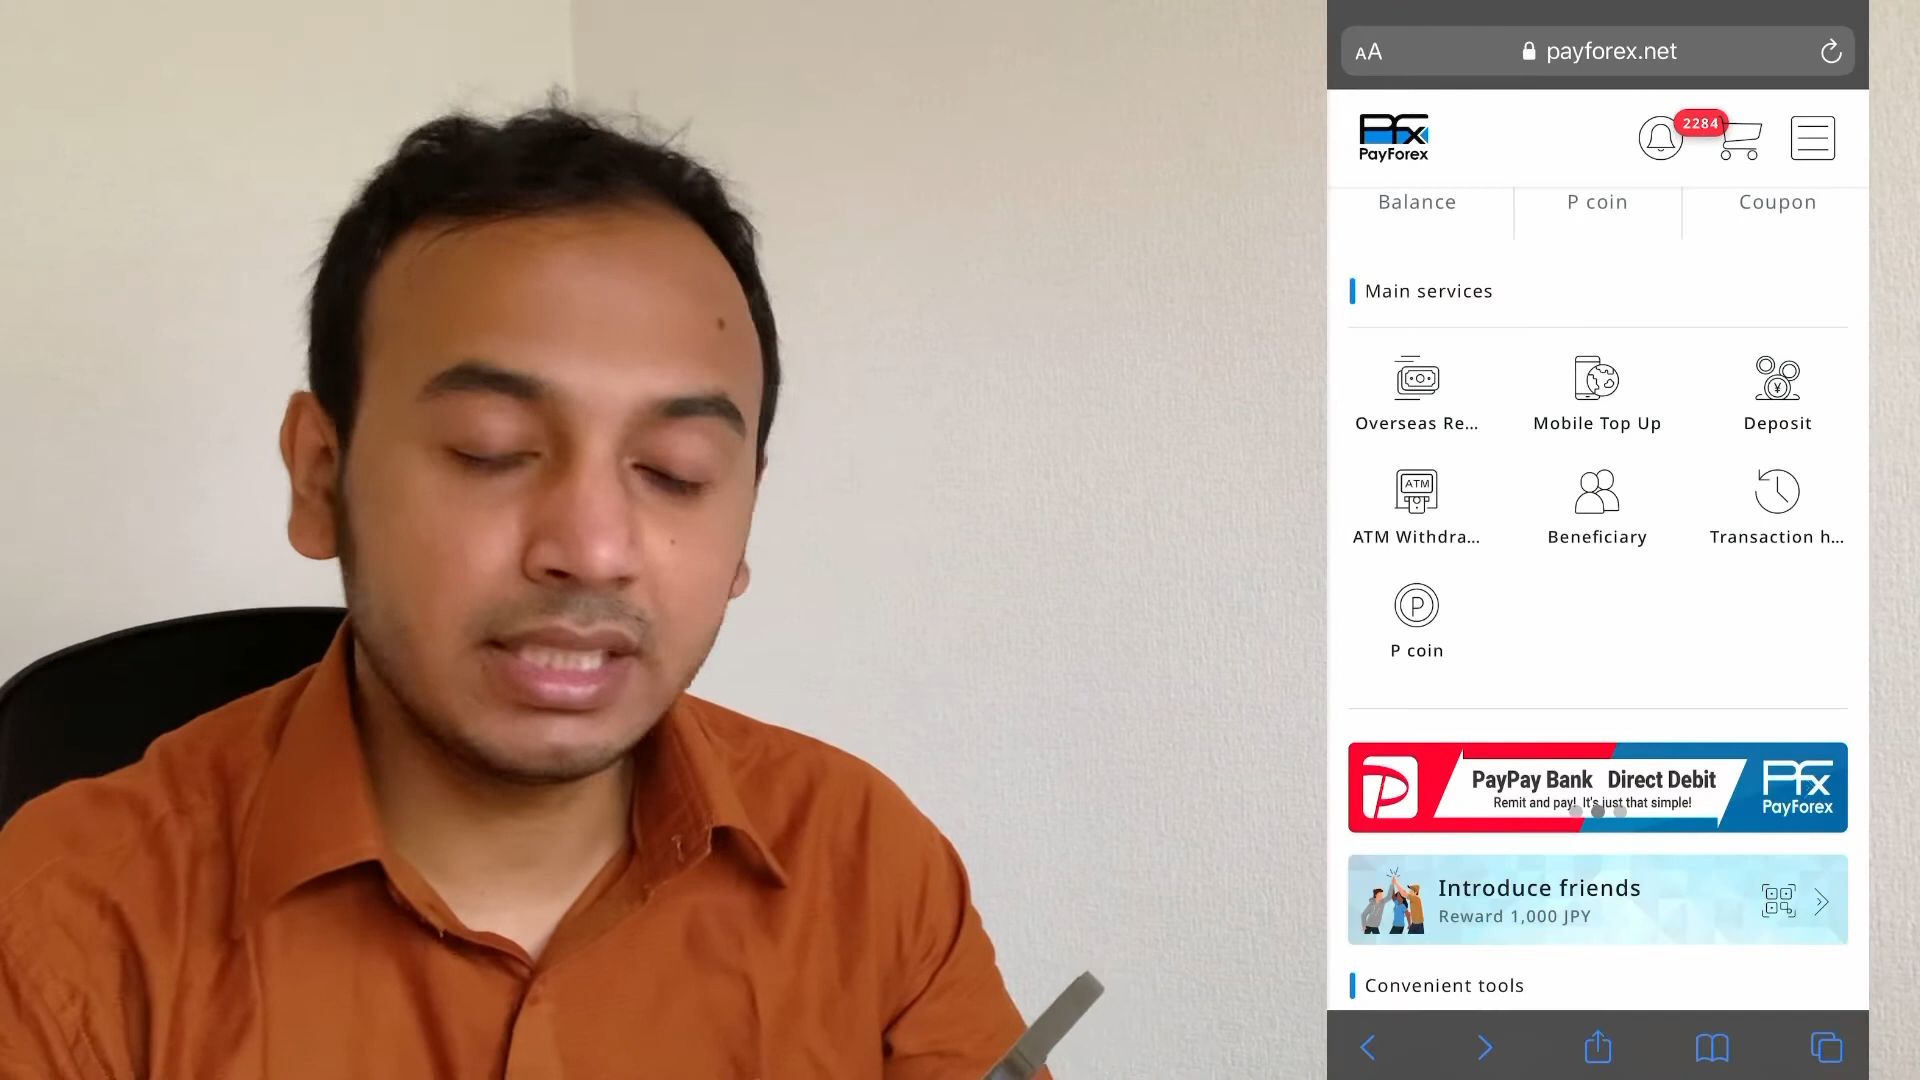 AA payforex.net
PFX
PayForex
2284
Balance P coin Coupon
Main services
¥
Overseas Re... Mobile Top Up Deposit
ATM
ATM Withdra... Beneficiary Transaction h...
P
P coin
P PayPay Bank Direct Debit PFX
Remit and pay! It's just that simple! PayForex
Introduce friends
Reward 1,000 JPY
Convenient tools